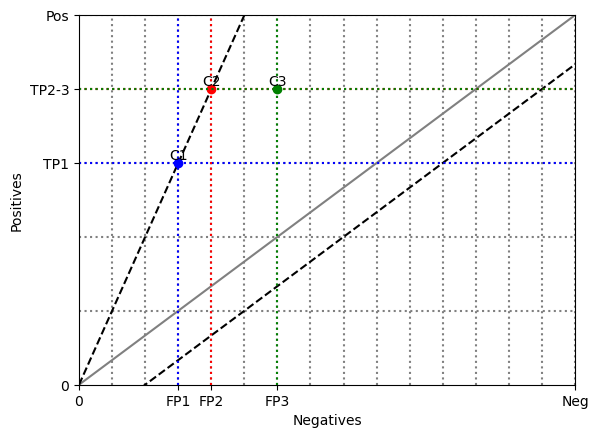 Pos
C2
C3
TP2-3
C1
TP1
Positives
0
0
FP1
FP2
FP3
Neg
Negatives